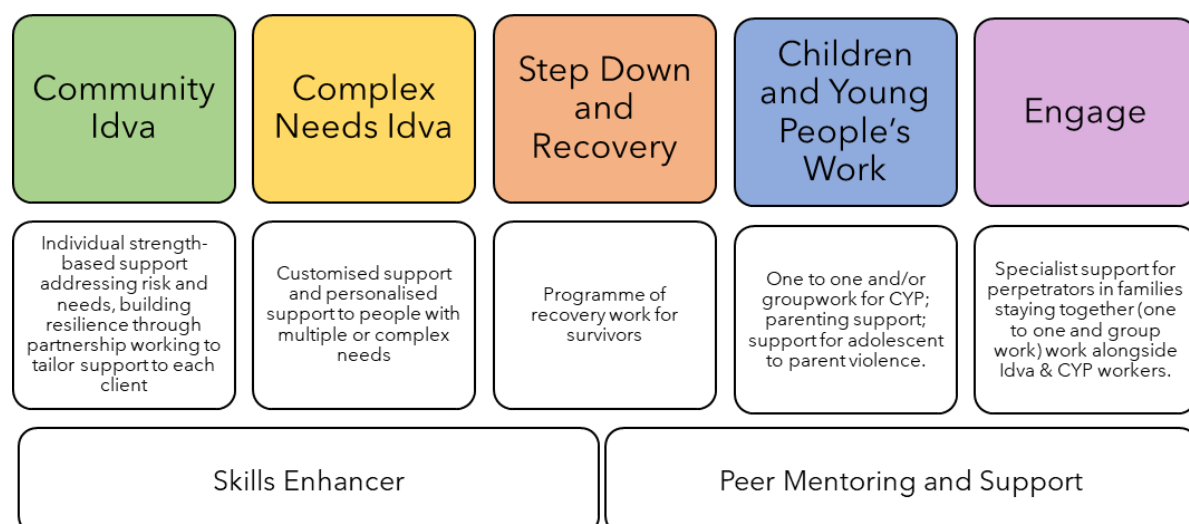 Community
Idva
Complex
Needs Idva
Step Down
and
Recovery
Children
and Young
People's
Work
Engage
Individual strength-
based support
addressing risk and
needs, building
resilience through
partnership working to
tailor support to each
client
Customised support
and personalised
support to people with
multiple or complex
needs
Programme of
recovery work for
survivors
One to one and/or
groupwork for CYP;
parenting support;
support for adolescent
to parent violence.
Specialist support for
perpetrators in families
staying together (one
to one and group
work) work alongside
Idva & CYP workers.
Skills Enhancer
Peer Mentoring and Support